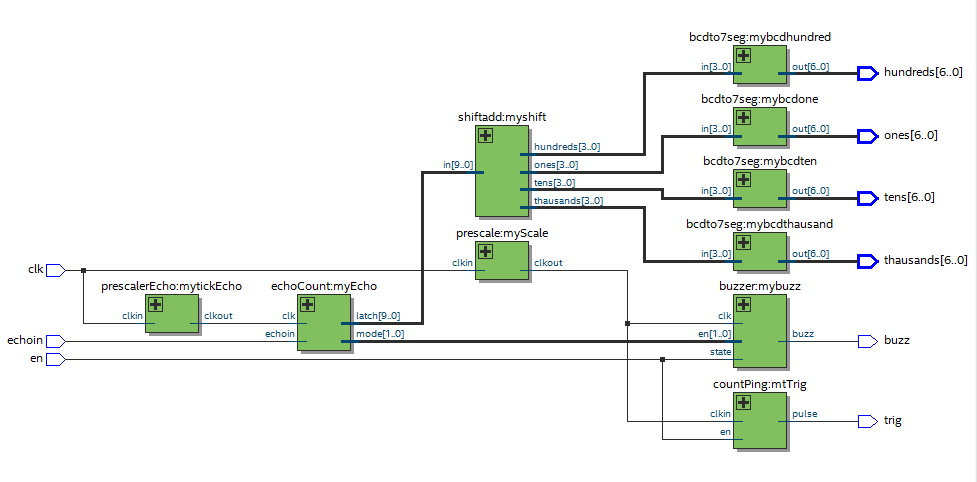 bcdto7seg:mybcdhundred
in[3..0] out[6..0] hundreds[6..0]
bcdto7seg:mybcdone
shiftadd:myshift
in[3..0] out[6..0] ones[6..0]
hundreds[3..0]
in[9..0] ones[3..0]
bcdto7seg:mybcdten
tens[3..0]
in[3..0] out[6..0] tens[6..0]
thausands[3..0]
bcdto7seg:mybcdthausand
prescale:myScale
in[3..0] out[6..0] thausands[6..0]
clk clkin clkout
prescalerEcho:mytickEcho echoCount:myEcho buzzer:mybuzz
clkin clkout clk latch[9..0] clk
echoin echoin mode[1..0] en[1..0] buzz buzz
en state
countPing:mtTrig
clkin pulse trig
en